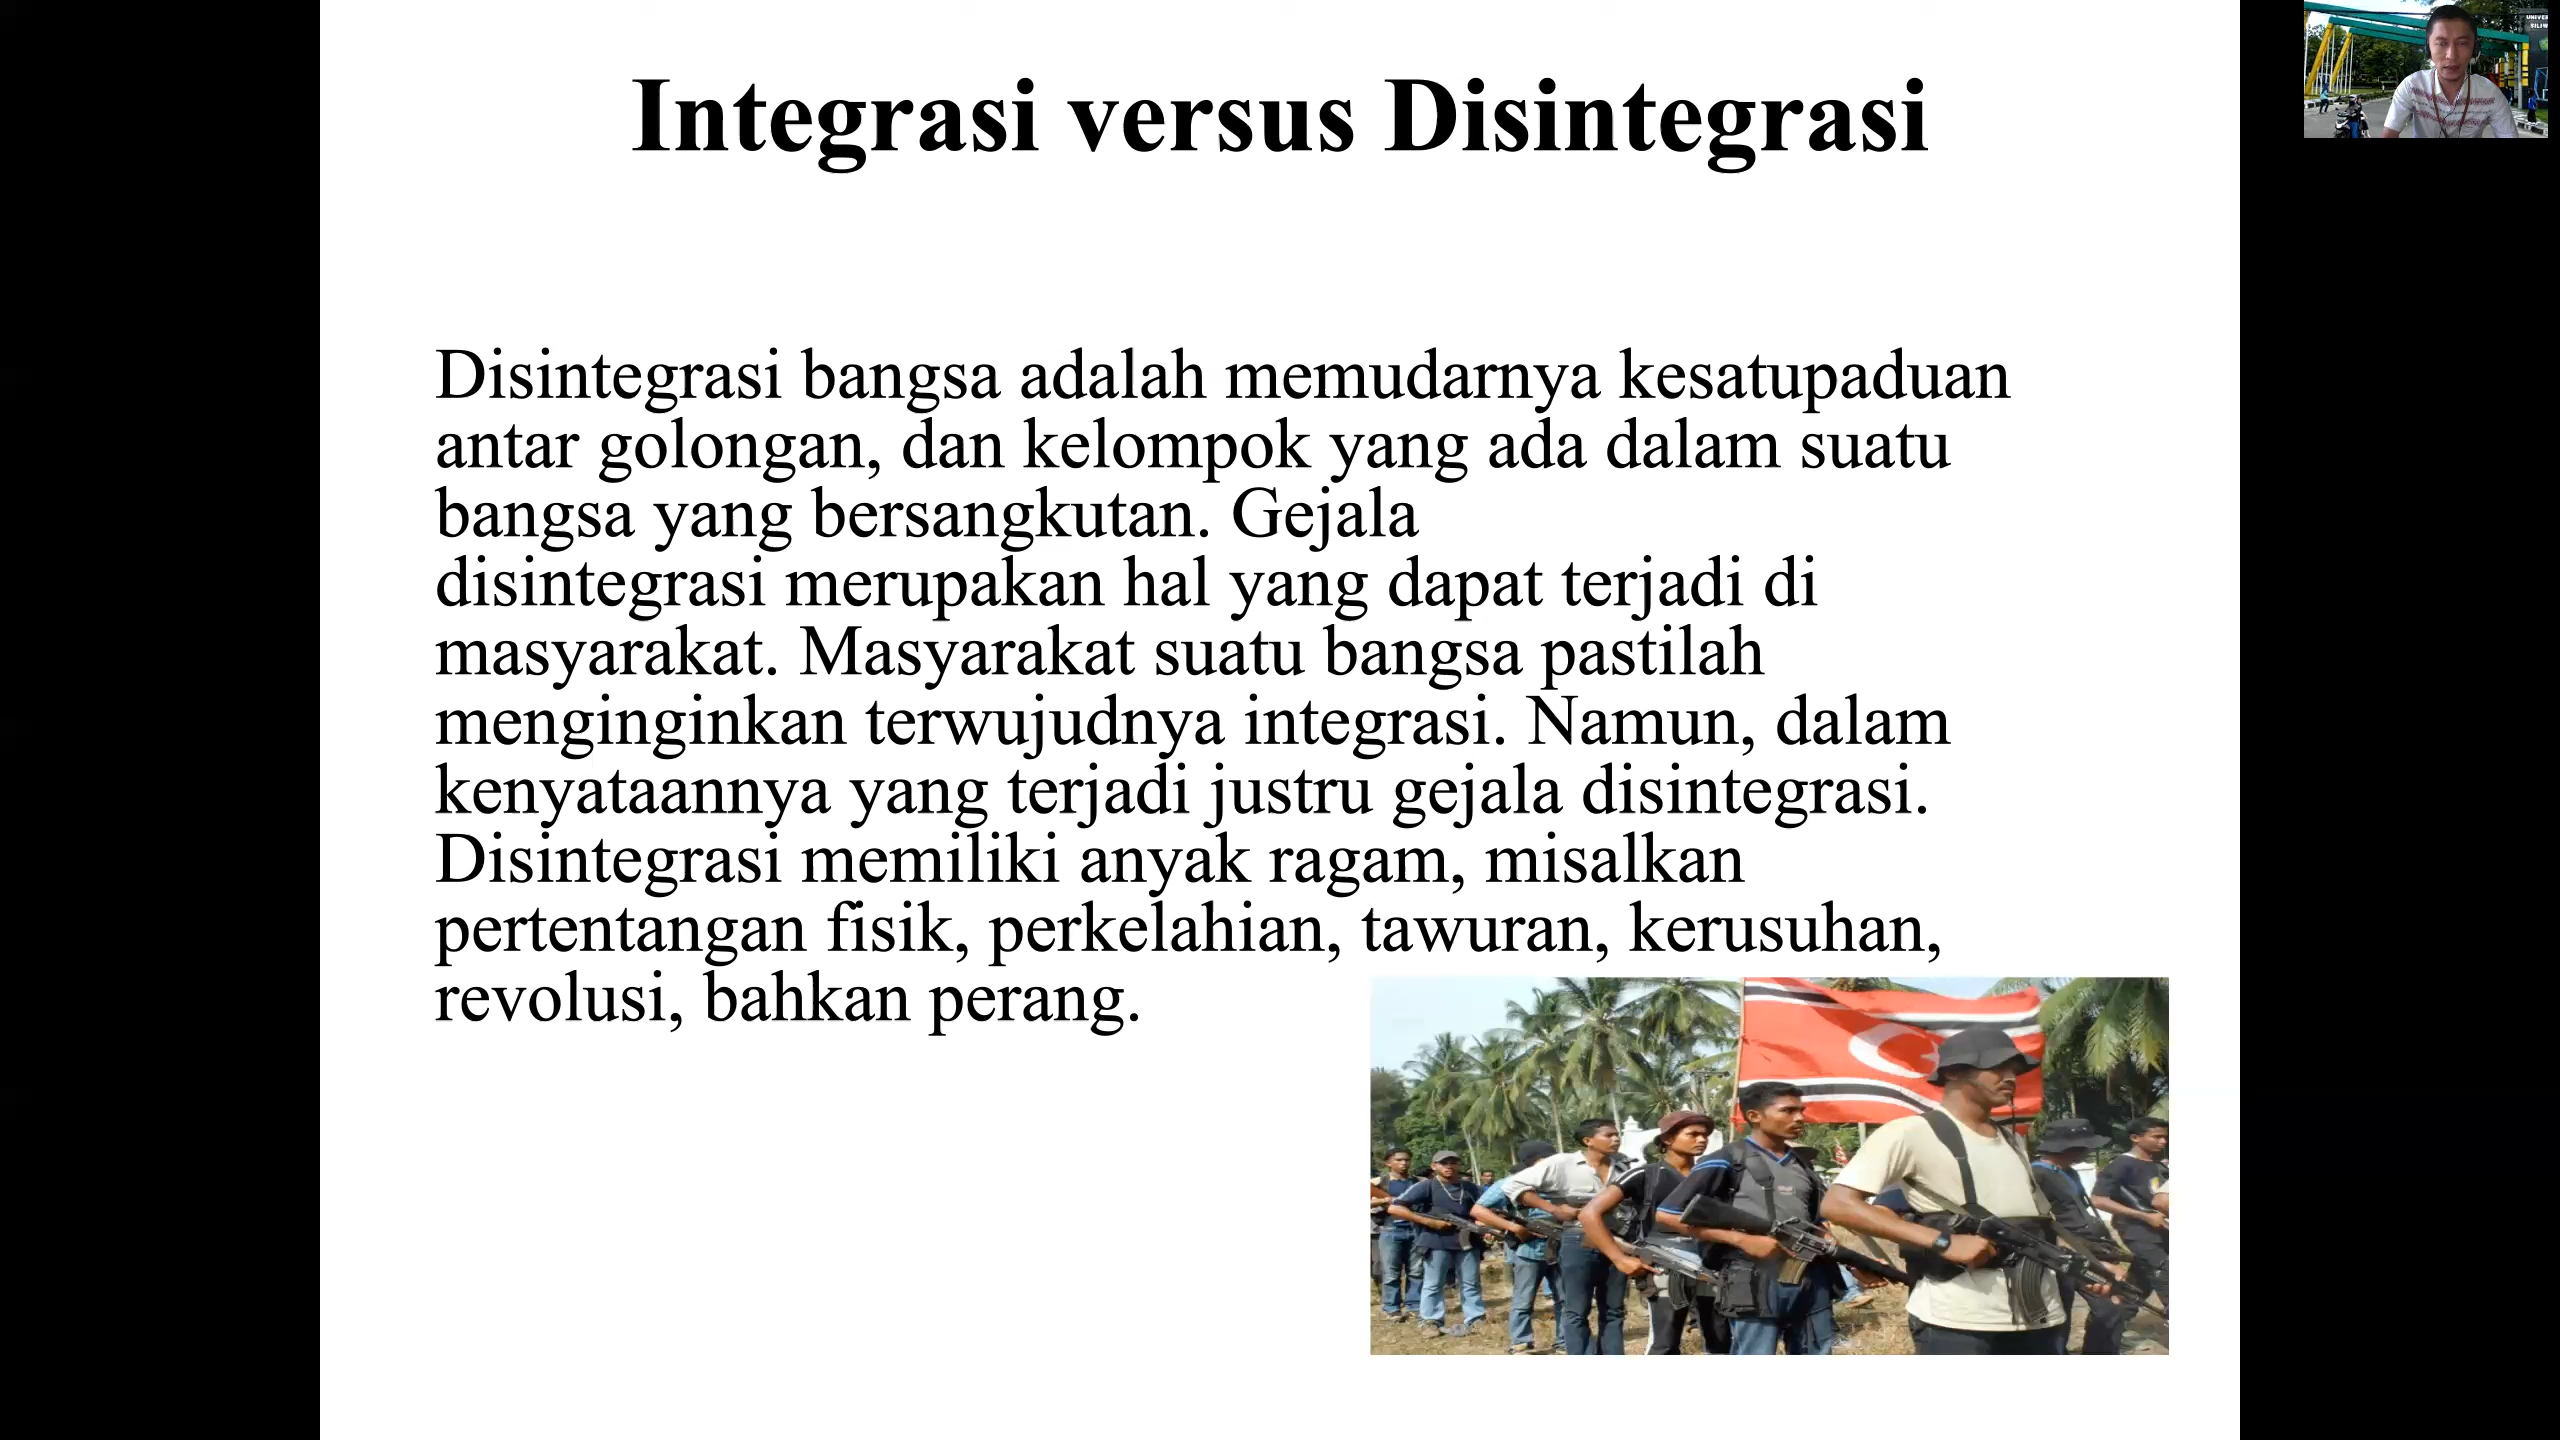 Integrasi versus Disintegrasi
Disintegrasi bangsa adalah memudarnya kesatupaduan
antar golongan, dan kelompok yang ada dalam suatu
bangsa yang bersangkutan. Gejala
disintegrasi merupakan hal yang dapat terjadi di
masyarakat. Masyarakat suatu bangsa pastilah
menginginkan terwujudnya integrasi. Namun, dalam
kenyataannya yang terjadi justru gejala disintegrasi.
Disintegrasi memiliki anyak ragam, misalkan
pertentangan fisik, perkelahian, tawuran, kerusuhan,
revolusi, bahkan perang.